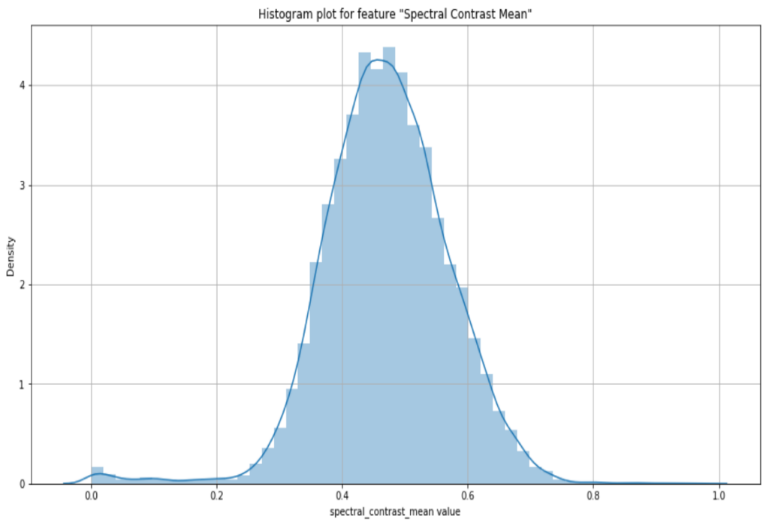 Histogram plot for feature "Spectral Contrast Mean"
Density
4
3
2
1
0
0.0 0.2 0.4 0.6 0.8 1.0
spectral_contrast_mean value